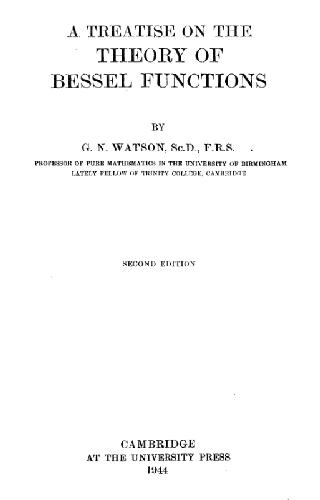 A TREATISE ON THE
THEORY OF
BESSEL FUNCTIONS
BY
G. N. WATSON, Sc.D., F.R.S.
PROFESSOR OF PURE MATHEMATICS IN THE UNIVERSITY OF BIRMINGHAM
LATELY FELLOW OF TRINITY COLLEGE, CAMBRIDGE
SECOND EDITION
CAMBRIDGE
AT THE UNIVERSITY PRESS
1944